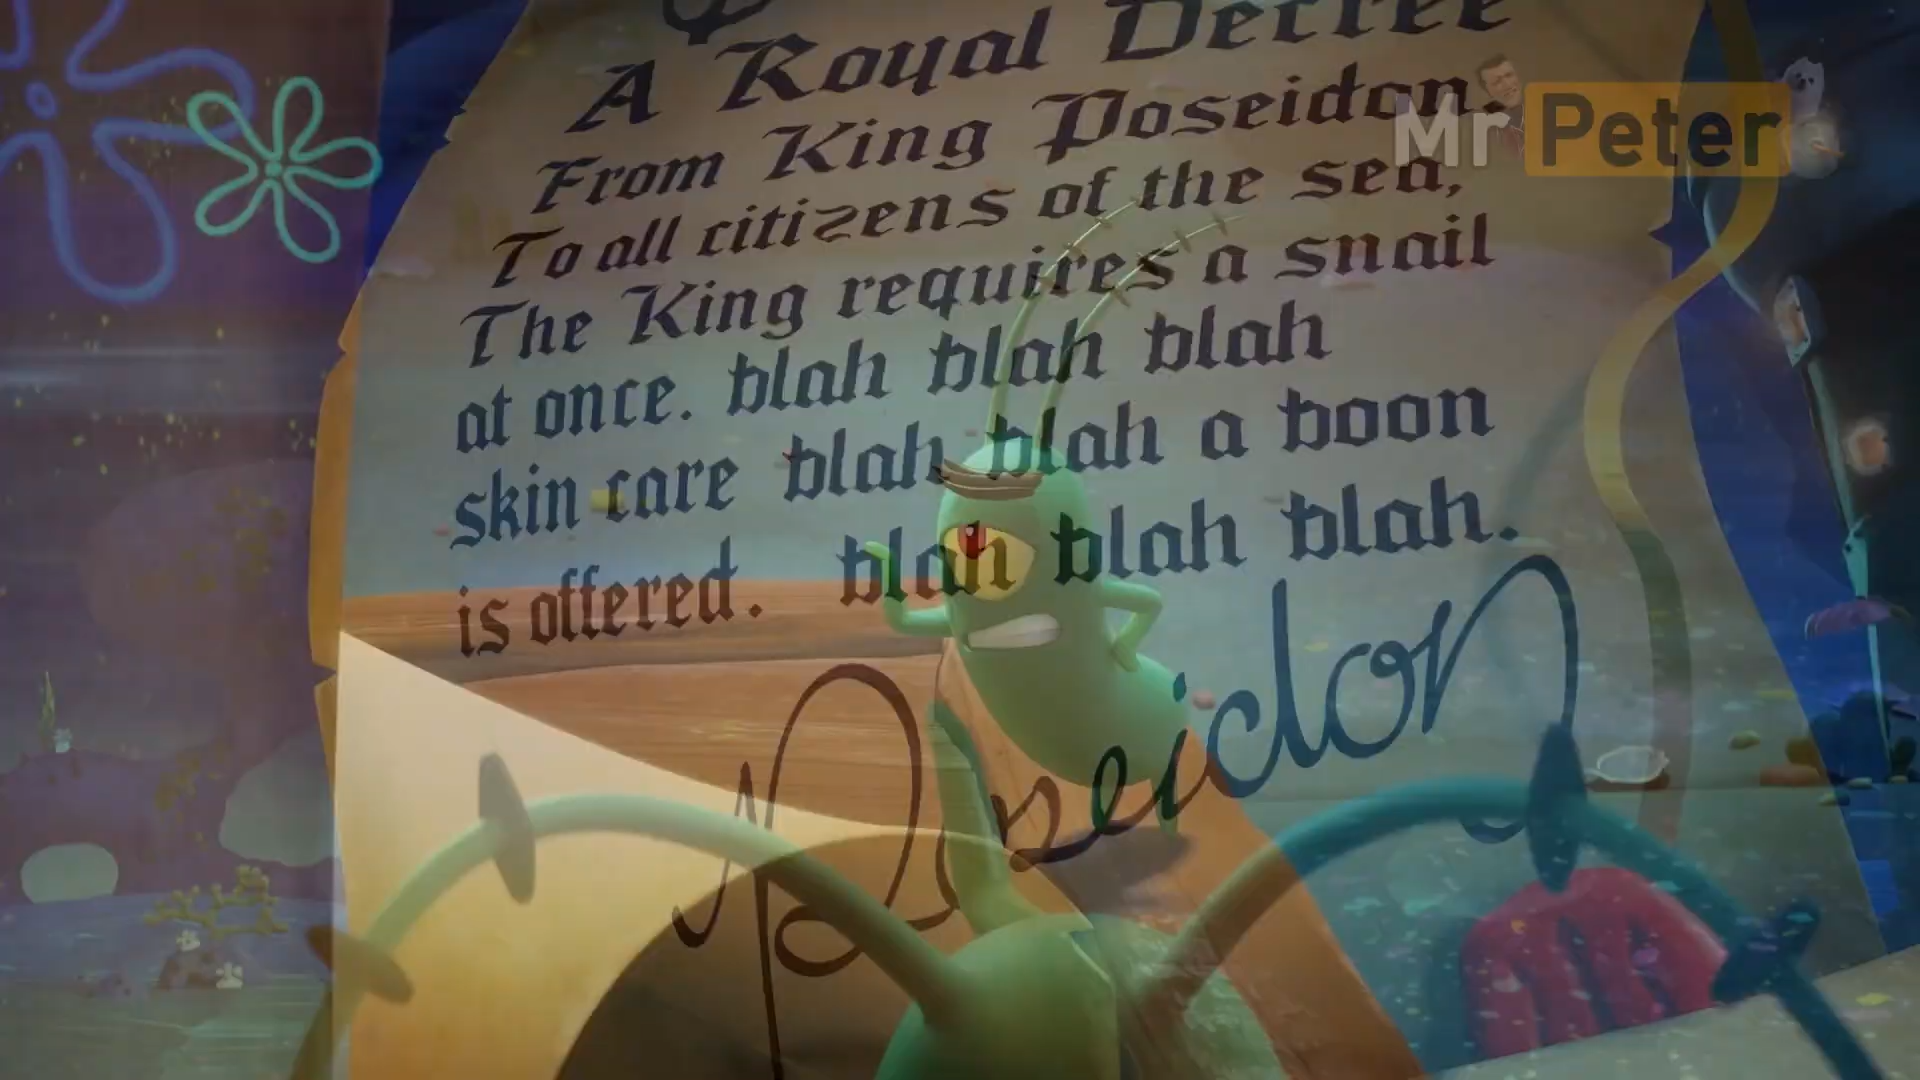 A Royal Decree
From King Poseidon.
To all citizens of the sea,
The King requires a snail
at once. blah blah blah
skin care blah blah a boon
is offered. blah blah blah.
Poseidon
Mr Peter